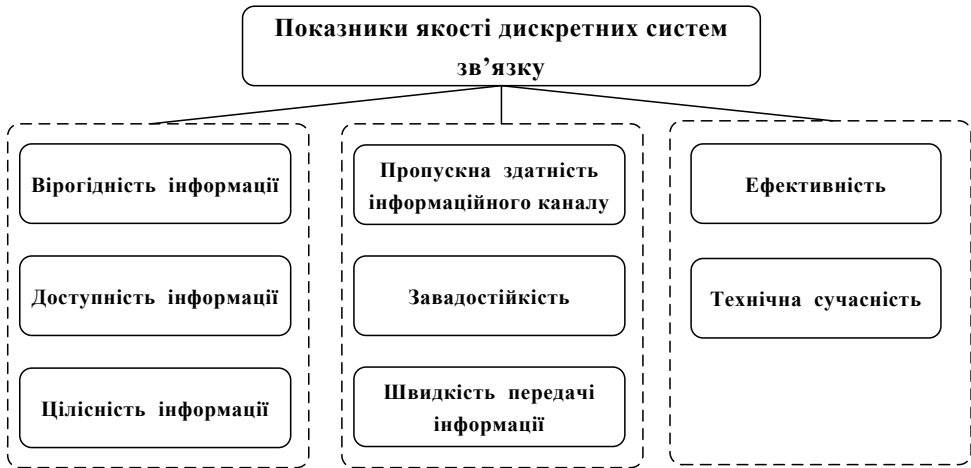 Показники якості дискретних систем
зв’язку
Вірогідність інформації
Доступність інформації
Цілісність інформації
Пропускна здатність
інформаційного каналу
Завадостійкість
Швидкість передачі
інформації
Ефективність
Технічна сучасність